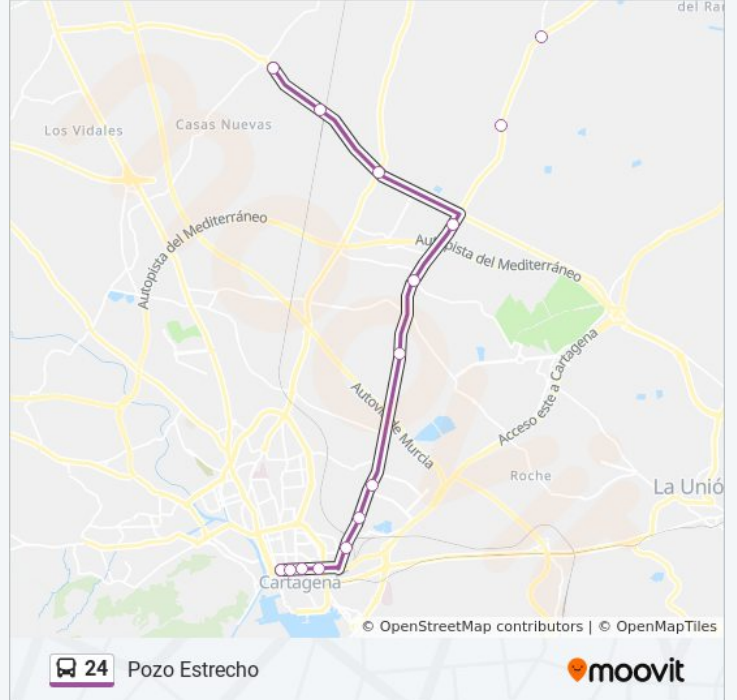 del Ra
Los Vidales
Casas Nuevas
Autopista del Mediterráneo
Autopista del Mediterráneo
Acceso este a Cartagena
Autovía de Murcia
Roche
La Unió
Cartagena
© OpenStreetMap contributors | © OpenMapTiles
24 Pozo Estrecho
moovit